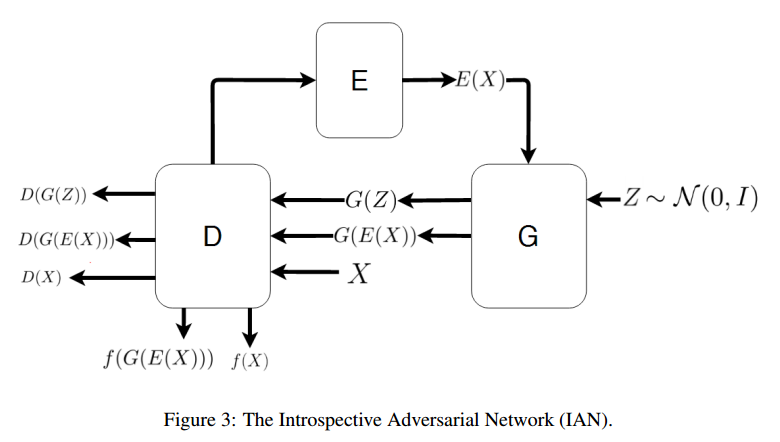 E
E(X)
D(G(Z))
G(Z)
Z ∼ 𝒩(0, I)
D(G(E(X)))
D
G(E(X))
G
D(X)
X
f(G(E(X)))
f(X)
Figure 3: The Introspective Adversarial Network (IAN).